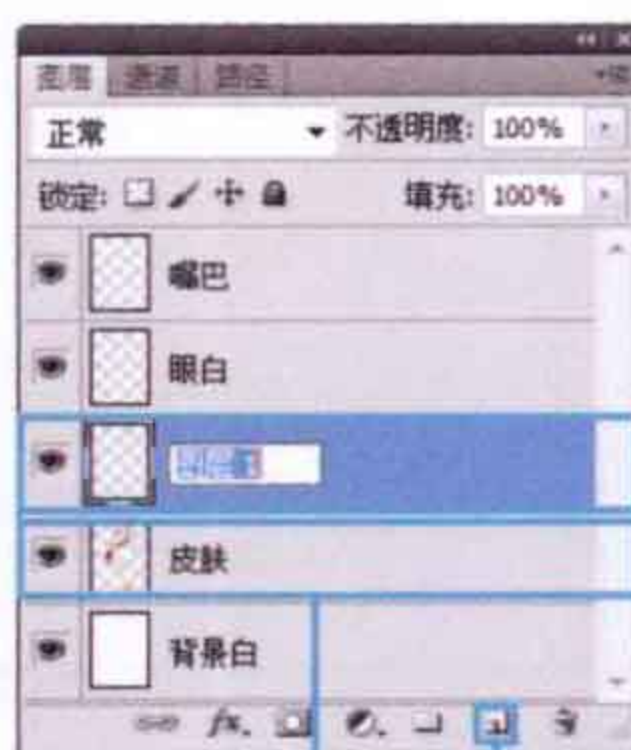 图层 通道 路径
正常 不透明度: 100%
锁定: 填充: 100%
嘴巴
眼白
皮肤
背景白
fx.